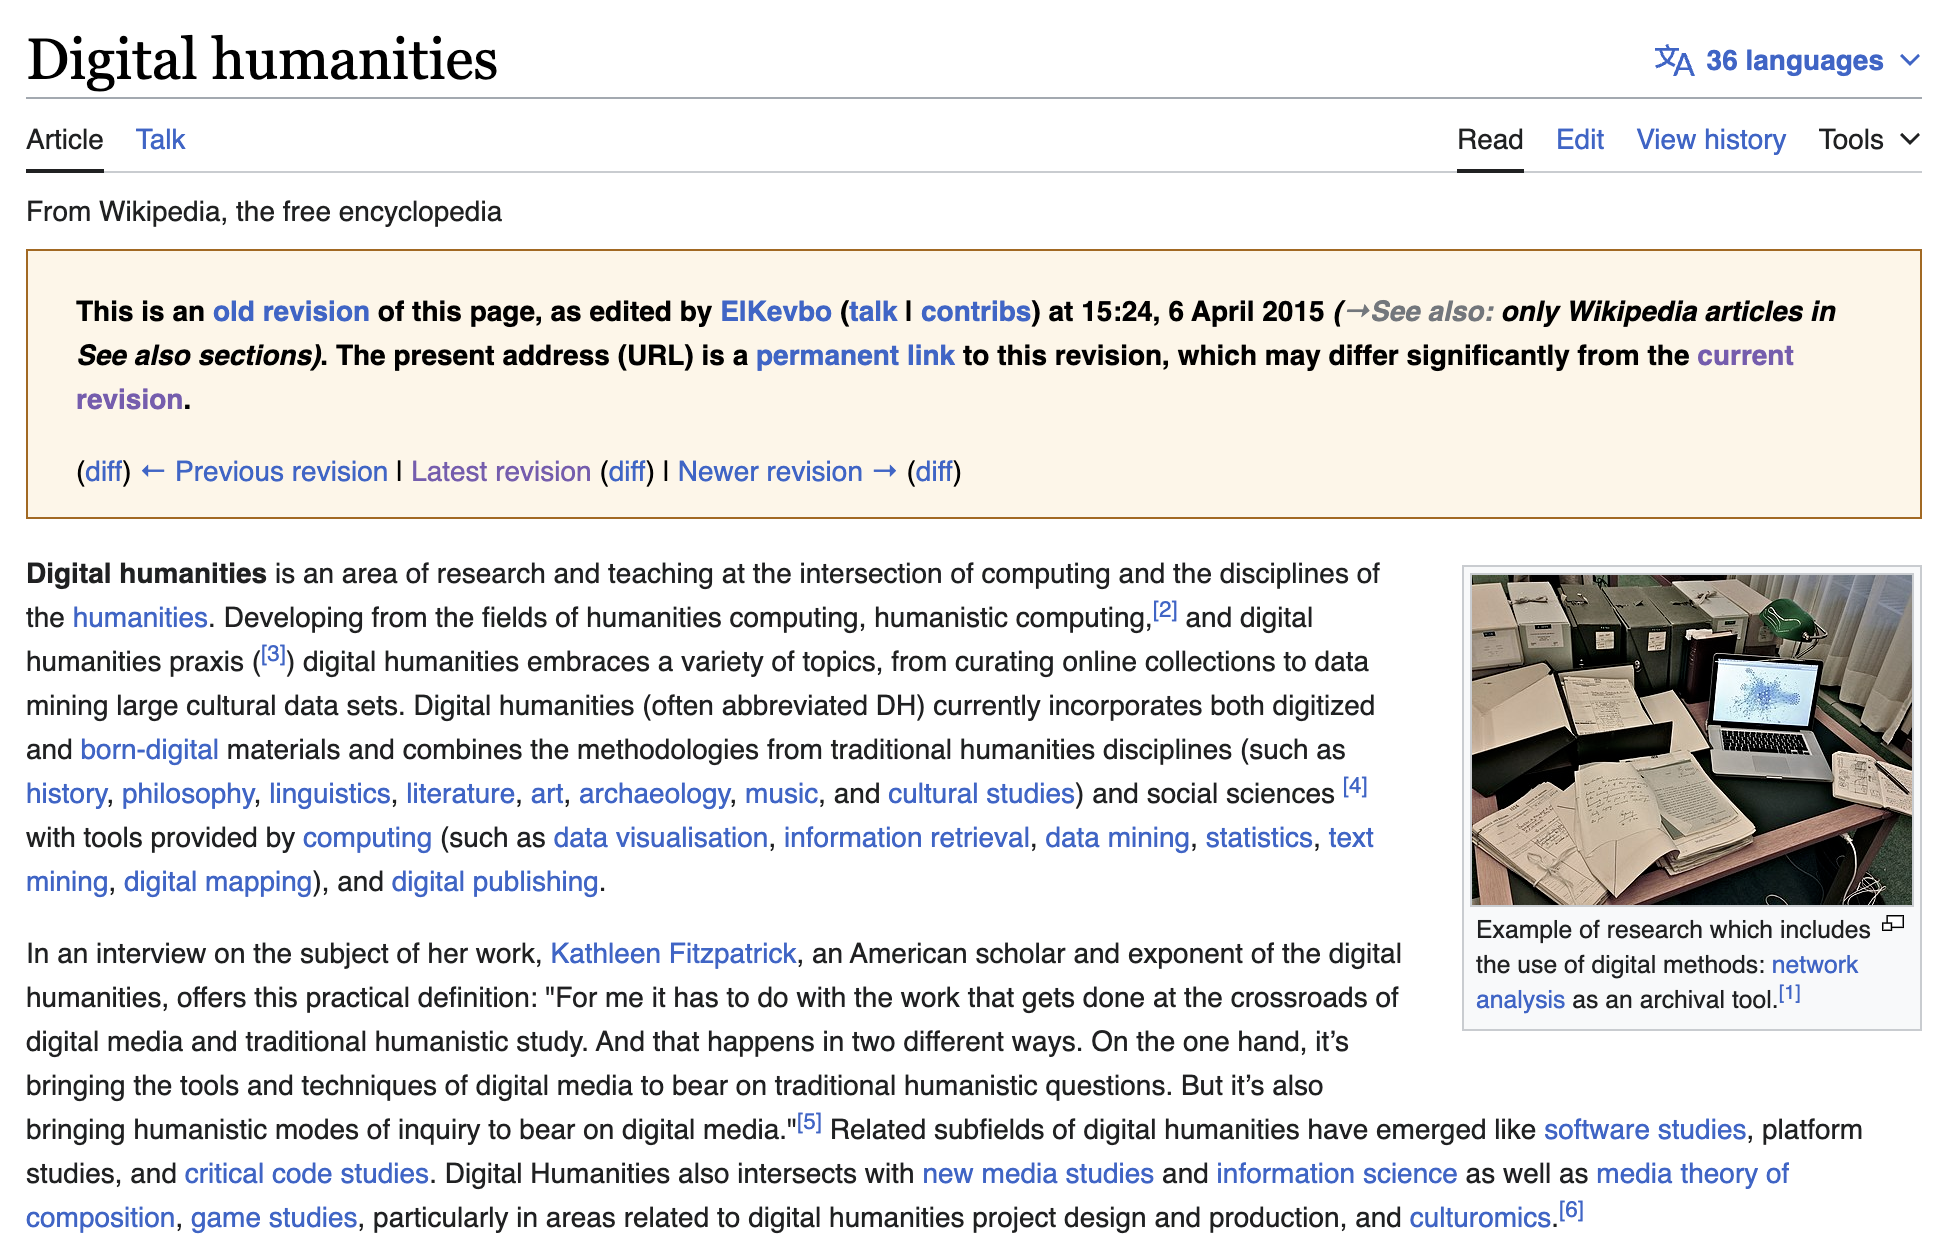 Digital humanities
36 languages
Article Talk
Read Edit View history Tools
From Wikipedia, the free encyclopedia
This is an old revision of this page, as edited by ElKevbo (talk | contribs) at 15:24, 6 April 2015 (→See also: only Wikipedia articles in
See also sections). The present address (URL) is a permanent link to this revision, which may differ significantly from the current
revision.
(diff) ← Previous revision | Latest revision (diff) | Newer revision → (diff)
Digital humanities is an area of research and teaching at the intersection of computing and the disciplines of
the humanities. Developing from the fields of humanities computing, humanistic computing,[2] and digital
humanities praxis ([3]) digital humanities embraces a variety of topics, from curating online collections to data
mining large cultural data sets. Digital humanities (often abbreviated DH) currently incorporates both digitized
and born-digital materials and combines the methodologies from traditional humanities disciplines (such as
history, philosophy, linguistics, literature, art, archaeology, music, and cultural studies) and social sciences [4]
with tools provided by computing (such as data visualisation, information retrieval, data mining, statistics, text
mining, digital mapping), and digital publishing.
Example of research which includes
the use of digital methods: network
analysis as an archival tool.[1]
In an interview on the subject of her work, Kathleen Fitzpatrick, an American scholar and exponent of the digital
humanities, offers this practical definition: "For me it has to do with the work that gets done at the crossroads of
digital media and traditional humanistic study. And that happens in two different ways. On the one hand, it’s
bringing the tools and techniques of digital media to bear on traditional humanistic questions. But it’s also
bringing humanistic modes of inquiry to bear on digital media."[5] Related subfields of digital humanities have emerged like software studies, platform
studies, and critical code studies. Digital Humanities also intersects with new media studies and information science as well as media theory of
composition, game studies, particularly in areas related to digital humanities project design and production, and culturomics.[6]